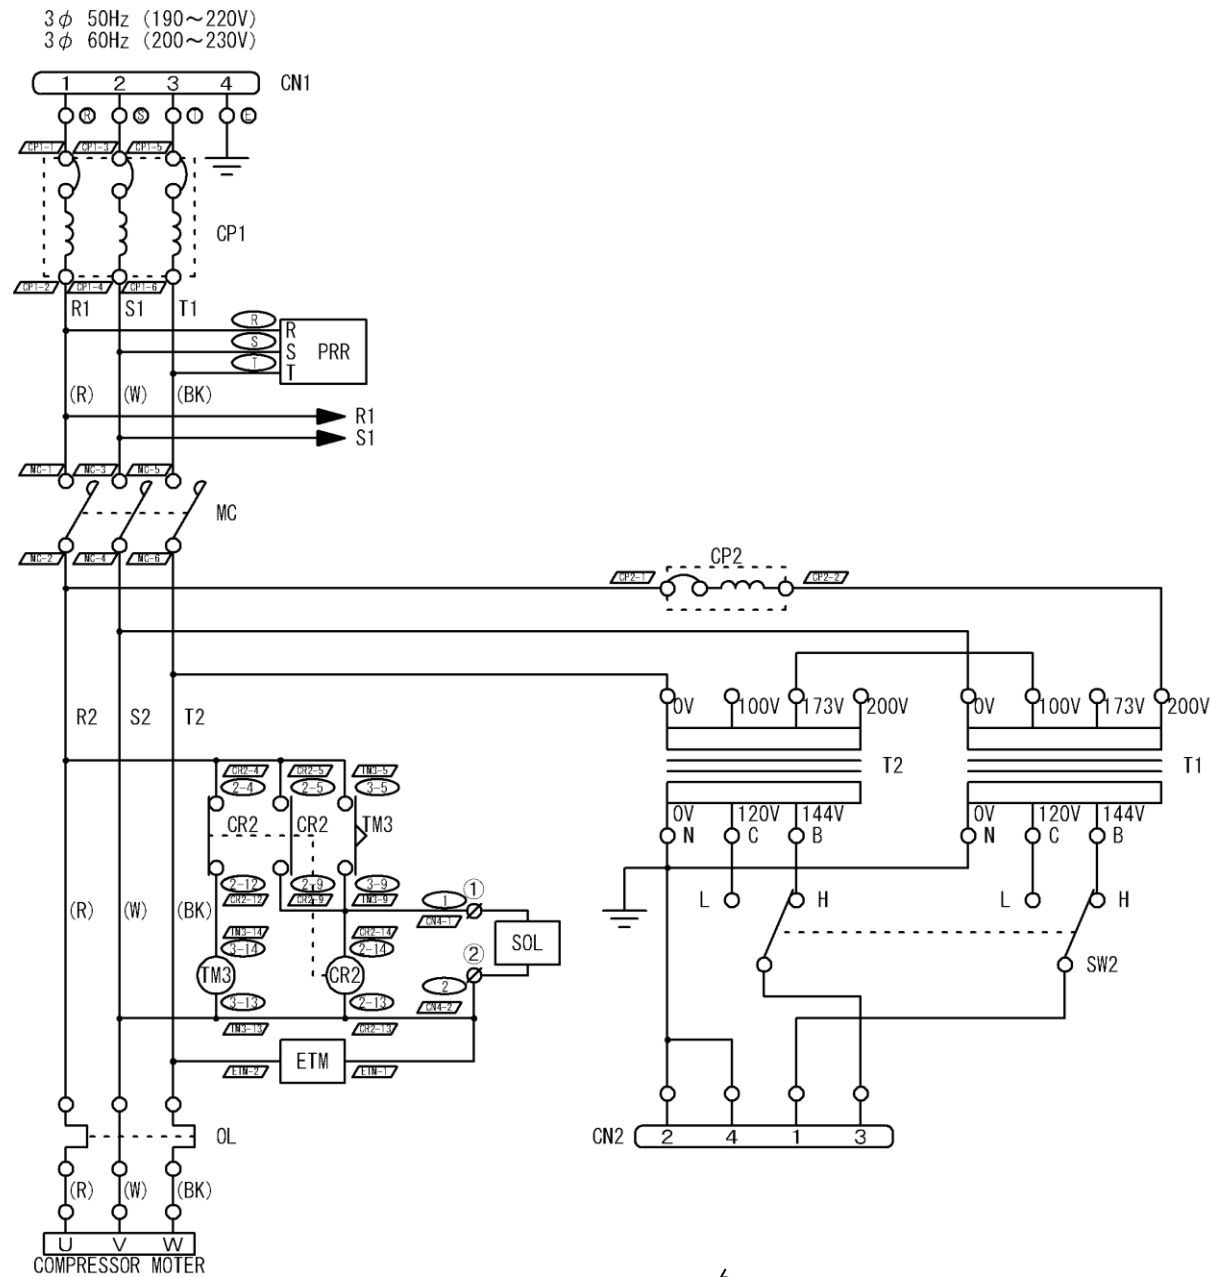 3φ 50Hz (190～220V)
3φ 60Hz (200～230V)
1 2 3 4 CN1
R S T E
CP1-1 CP1-3 CP1-5
CP1
CP1-2 CP1-4 CP1-6
R1 S1 T1
R R
S S PRR
T T
(R) (W) (BK)
R1
S1
MC-1 MC-3 MC-5
MC
MC-2 MC-4 MC-6
CP2
CP2-1 CP2-2
0V 100V 173V 200V 0V 100V 173V 200V
R2 S2 T2
T2 T1
CR2-4 CR2-5 TM3-5
2-4 2-5 3-5
CR2 CR2 TM3
0V 120V 144V 0V 120V 144V
N C B N C B
2-12 2-9 3-9
CR2-12 CR2-9 TM3-9
(R) (W) (BK)
1 ①
CN4-1
L H L H
TM3-14 CR2-14
3-14 2-14
SOL
TM3 CR2
② SW2
2
CN4-2
3-13 2-13
TM3-13 CR2-13
ETM
ETM-2 ETM-1
OL
CN2 2 4 1 3
(R) (W) (BK)
U V W
COMPRESSOR MOTER